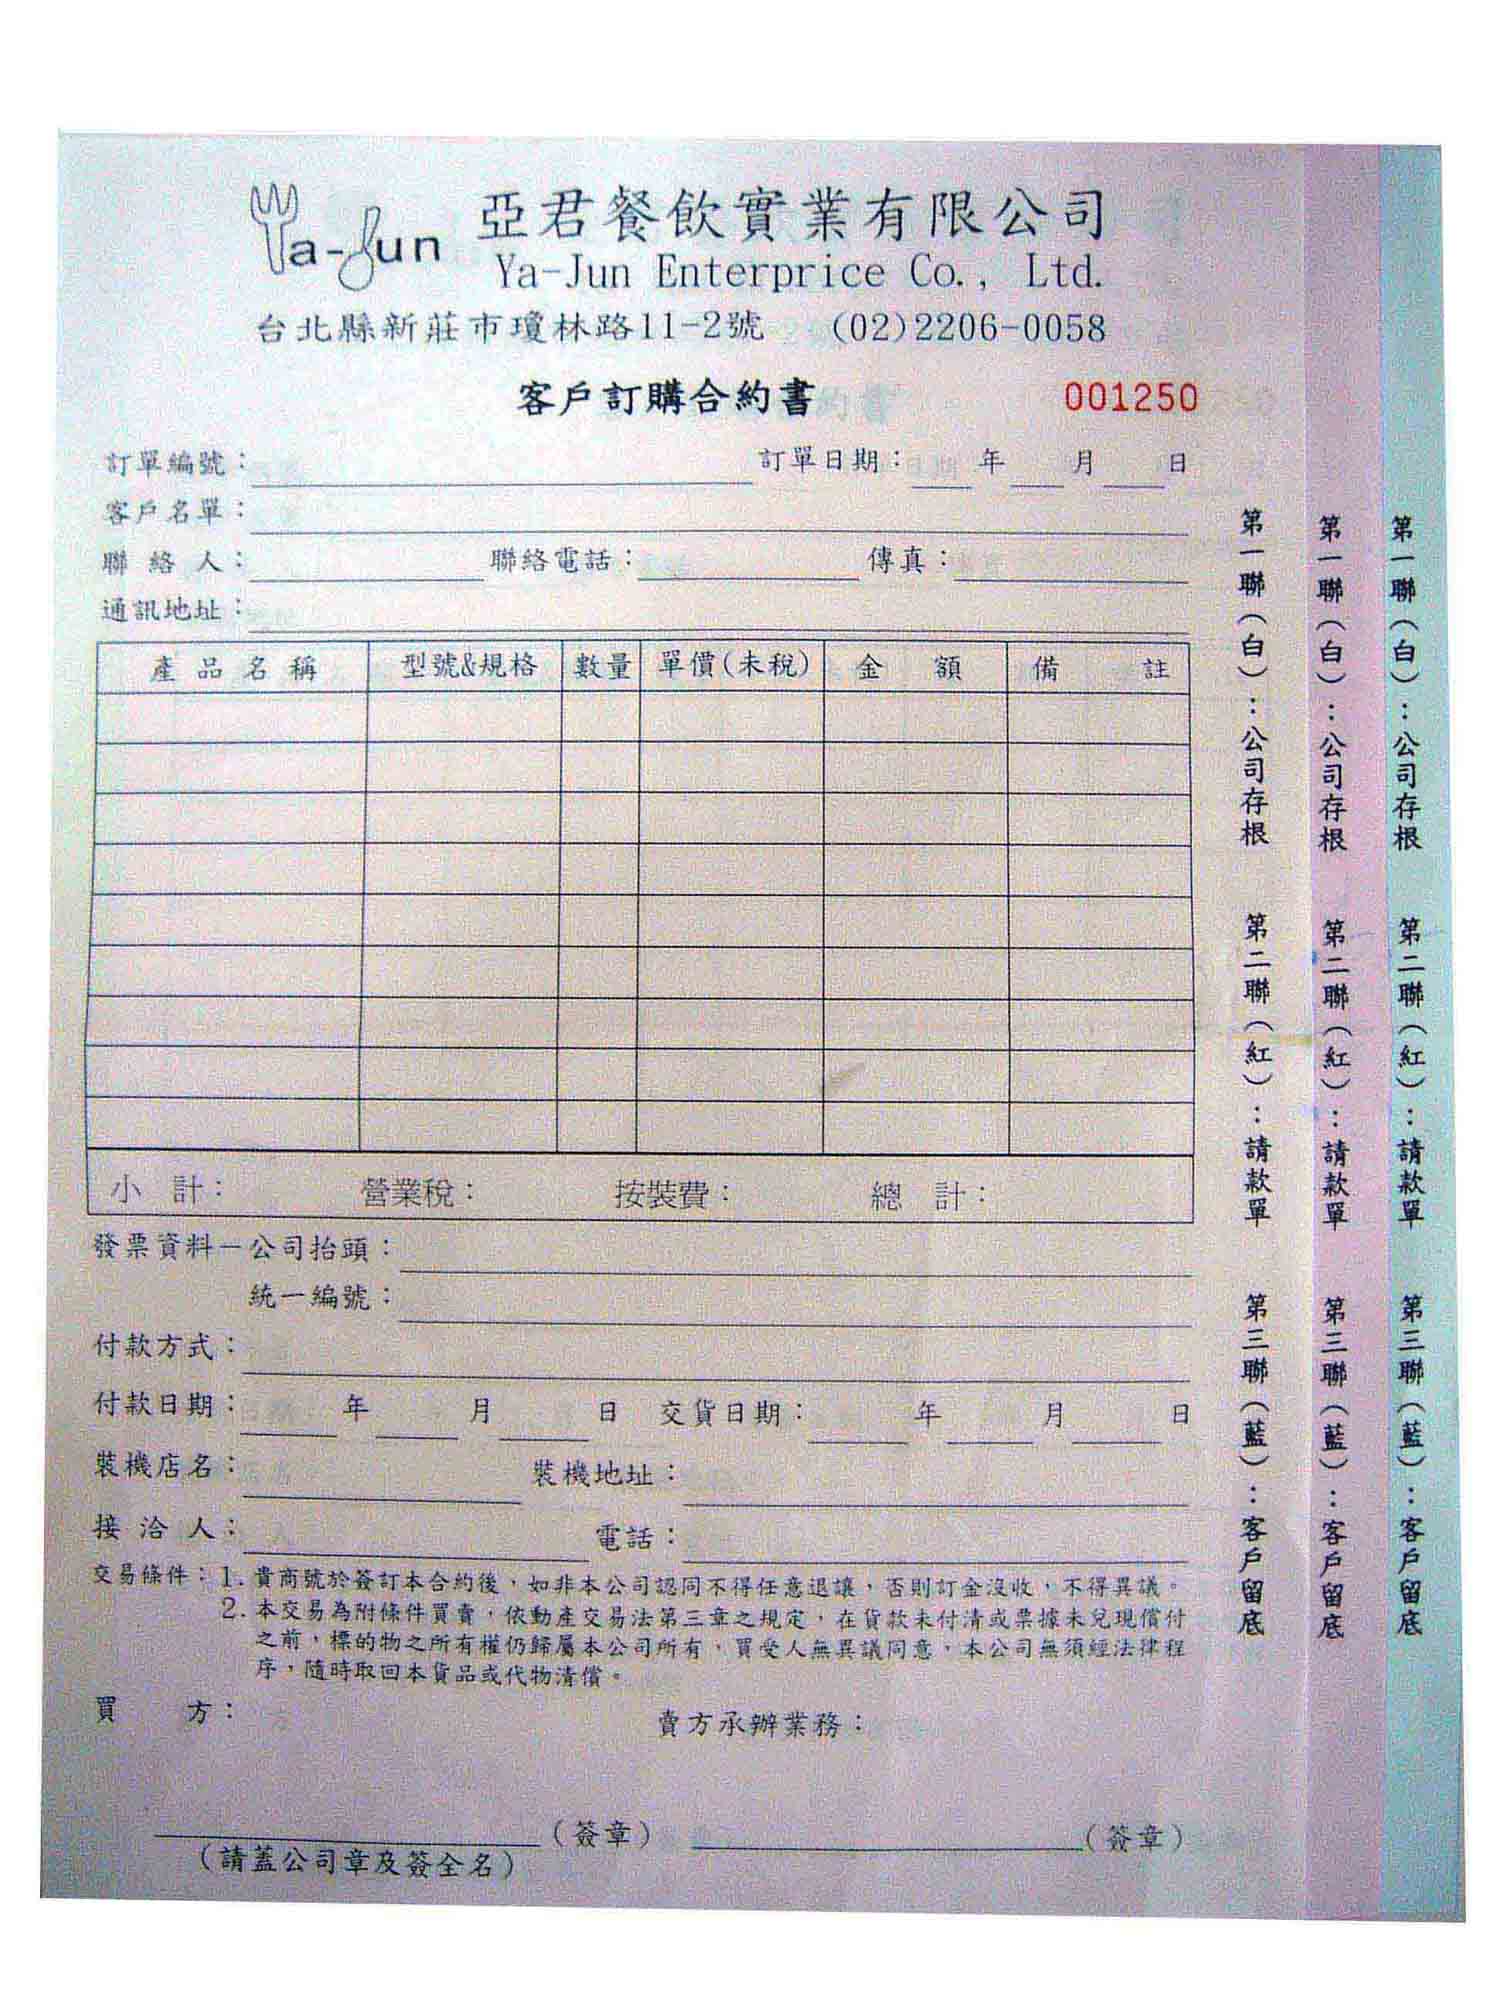 Ya-Jun 亞君餐飲實業有限公司
Ya-Jun Enterprice Co., Ltd.
台北縣新莊市瓊林路11-2號 (02)2206-0058
客戶訂購合約書 001250
訂單編號： 訂單日期： 年 月 日
客戶名單：
聯絡人： 聯絡電話： 傳真：
通訊地址：
產品名稱 型號&規格 數量 單價(未稅) 金額 備註
小計： 營業稅： 按裝費： 總計：
發票資料－公司抬頭：
統一編號：
付款方式：
付款日期： 年 月 日 交貨日期： 年 月 日
裝機店名： 裝機地址：
接洽人： 電話：
交易條件：1. 貴商號於簽訂本合約後，如非本公司認同不得任意退讓，否則訂金沒收，不得異議。
2. 本交易為附條件買賣，依動產交易法第三章之規定，在貨款未付清或票據未兌現償付
之前，標的物之所有權仍歸屬本公司所有，買受人無異議同意，本公司無須經法律程
序，隨時取回本貨品或代物清償。
買方： 賣方承辦業務：
(簽章) (簽章)
(請蓋公司章及簽全名)
第一聯(白)：公司存根 第二聯(紅)：請款單 第三聯(藍)：客戶留底
第一聯(白)：公司存根 第二聯(紅)：請款單 第三聯(藍)：客戶留底
第一聯(白)：公司存根 第二聯(紅)：請款單 第三聯(藍)：客戶留底